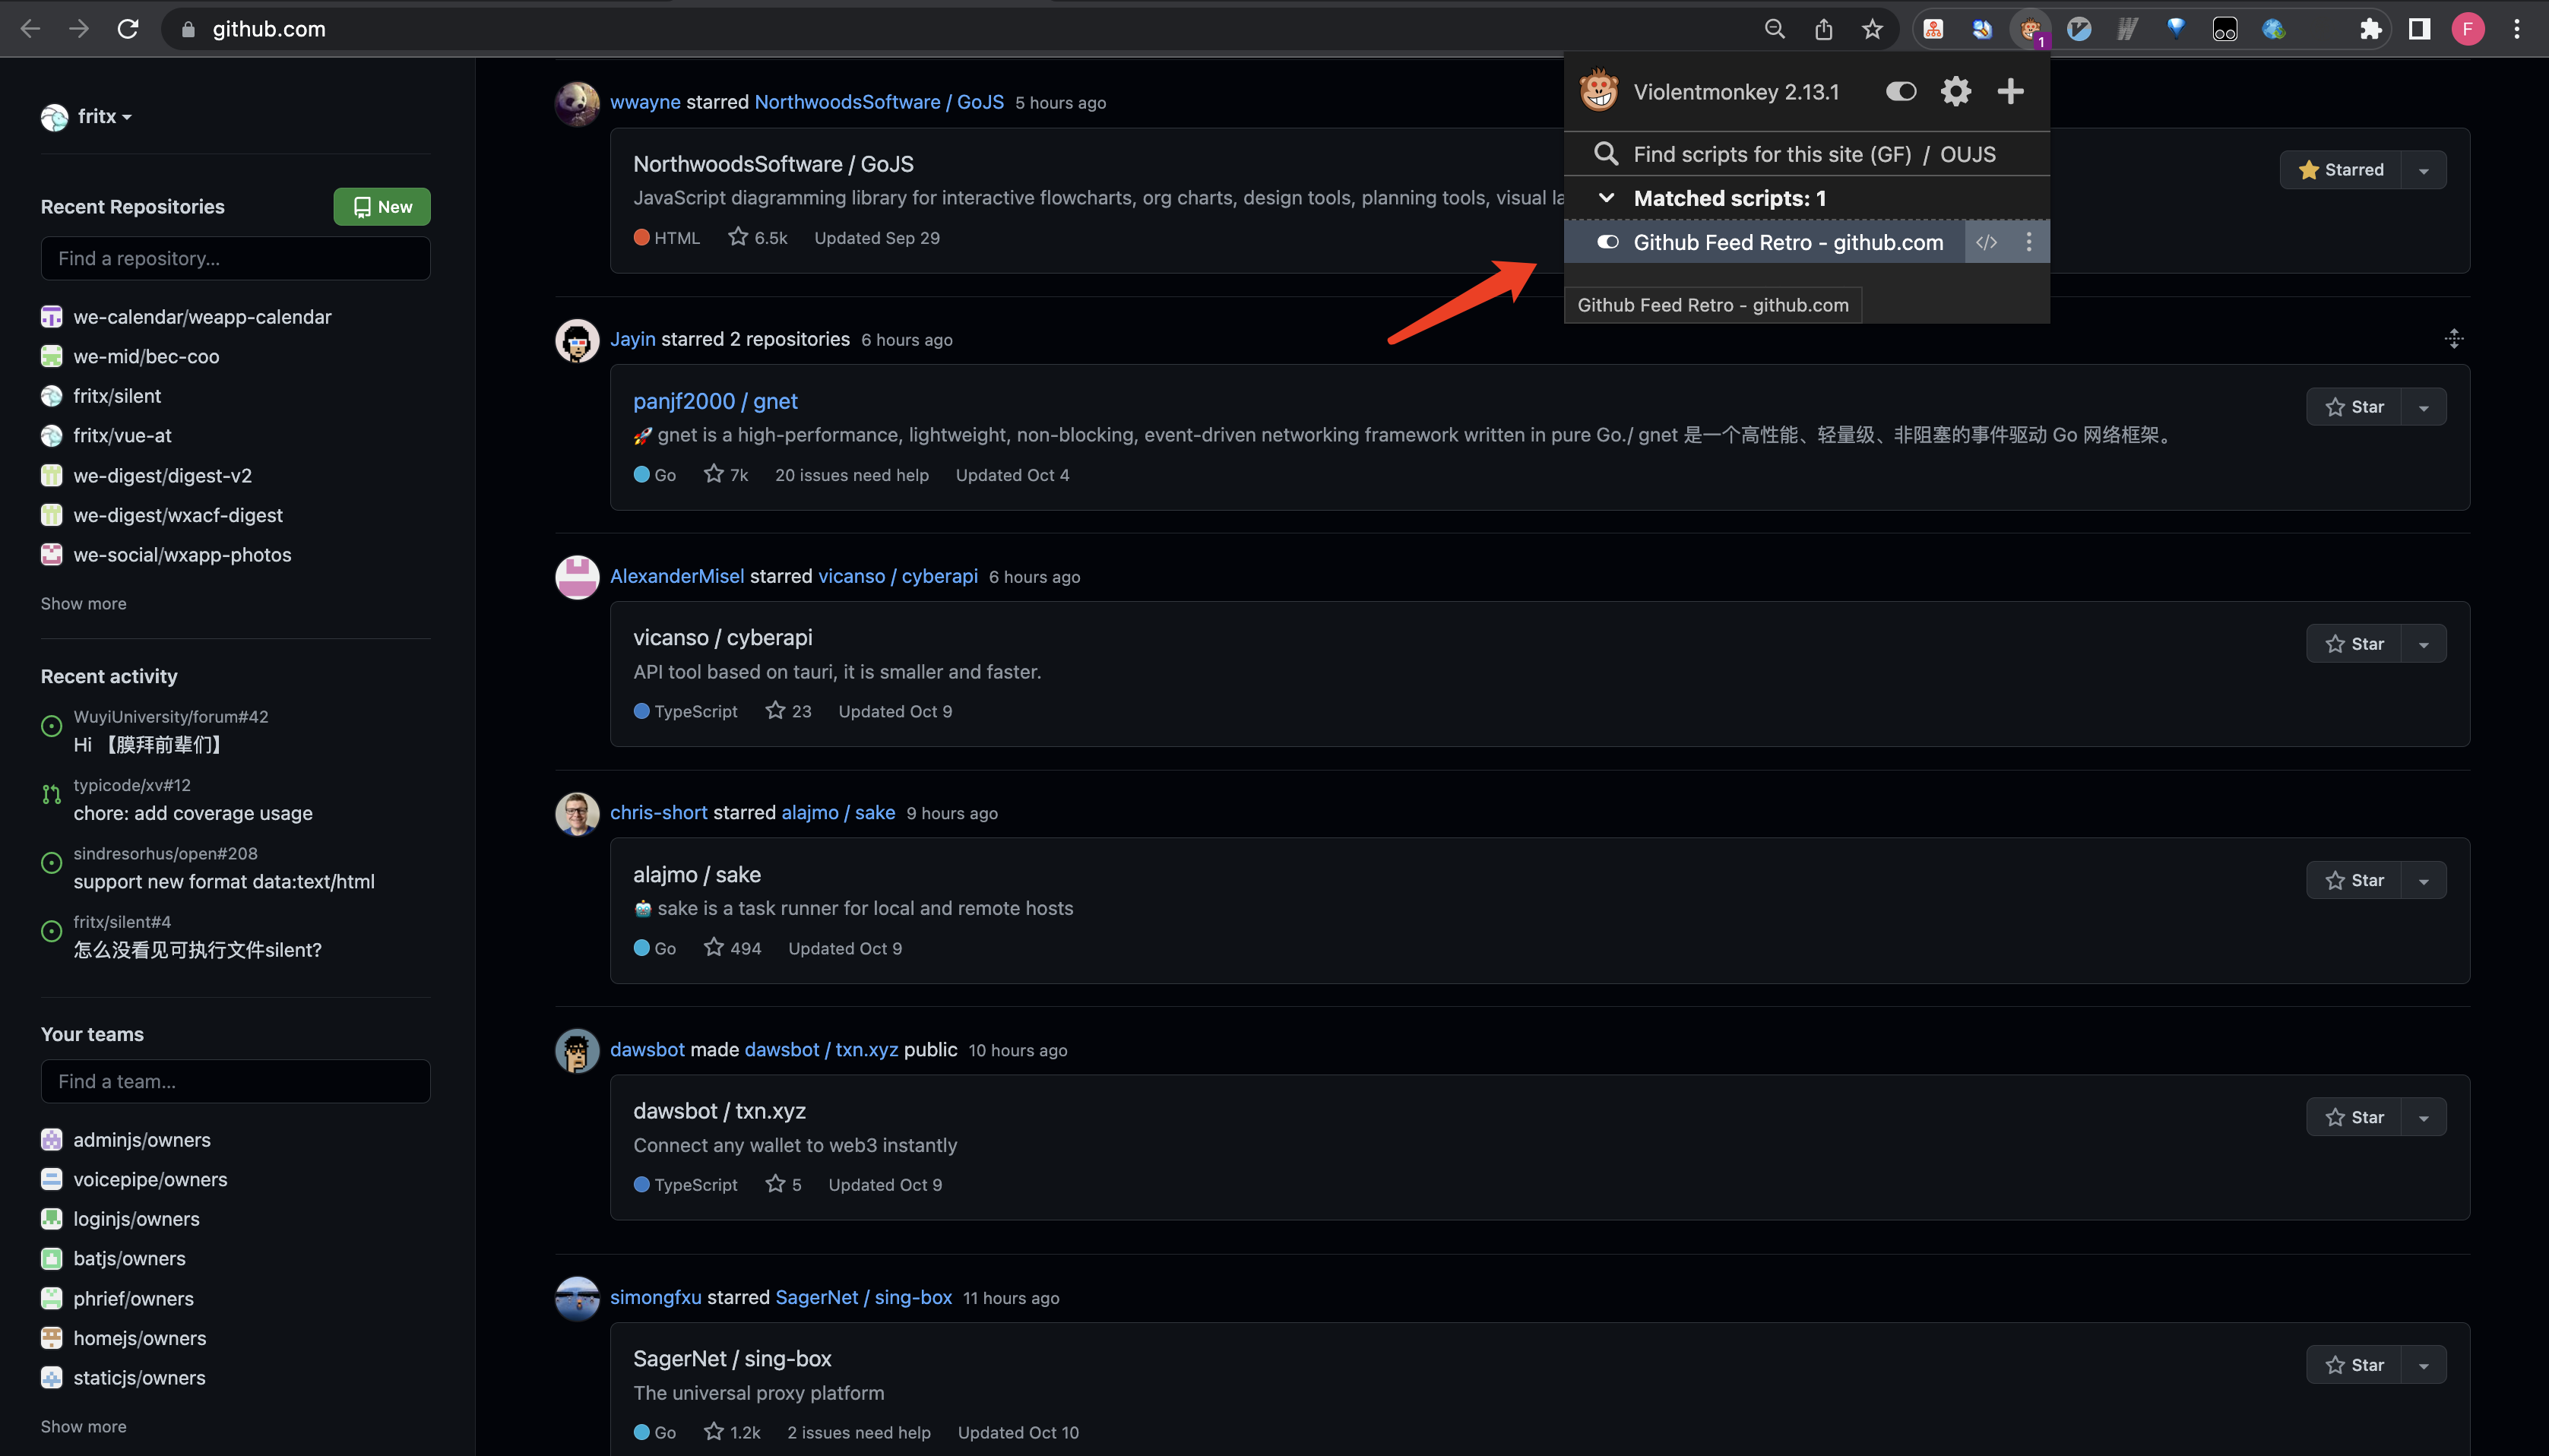 github.com
1
F
fritx
Recent Repositories
New
Find a repository...
we-calendar/weapp-calendar
we-mid/bec-coo
fritx/silent
fritx/vue-at
we-digest/digest-v2
we-digest/wxacf-digest
we-social/wxapp-photos
Show more
Recent activity
WuyiUniversity/forum#42
Hi 【膜拜前辈们】
typicode/xv#12
chore: add coverage usage
sindresorhus/open#208
support new format data:text/html
fritx/silent#4
怎么没看见可执行文件silent?
Your teams
Find a team...
adminjs/owners
voicepipe/owners
loginjs/owners
batjs/owners
phrief/owners
homejs/owners
staticjs/owners
Show more
wwayne starred NorthwoodsSoftware / GoJS 5 hours ago
NorthwoodsSoftware / GoJS
JavaScript diagramming library for interactive flowcharts, org charts, design tools, planning tools, visual la
HTML 6.5k Updated Sep 29
Starred
Violentmonkey 2.13.1
Find scripts for this site (GF) / OUJS
Matched scripts: 1
Github Feed Retro - github.com
Github Feed Retro - github.com
Jayin starred 2 repositories 6 hours ago
panjf2000 / gnet
Star
🚀 gnet is a high-performance, lightweight, non-blocking, event-driven networking framework written in pure Go./ gnet 是一个高性能、轻量级、非阻塞的事件驱动 Go 网络框架。
Go 7k 20 issues need help Updated Oct 4
AlexanderMisel starred vicanso / cyberapi 6 hours ago
vicanso / cyberapi
Star
API tool based on tauri, it is smaller and faster.
TypeScript 23 Updated Oct 9
chris-short starred alajmo / sake 9 hours ago
alajmo / sake
Star
🤖 sake is a task runner for local and remote hosts
Go 494 Updated Oct 9
dawsbot made dawsbot / txn.xyz public 10 hours ago
dawsbot / txn.xyz
Star
Connect any wallet to web3 instantly
TypeScript 5 Updated Oct 9
simongfxu starred SagerNet / sing-box 11 hours ago
SagerNet / sing-box
Star
The universal proxy platform
Go 1.2k 2 issues need help Updated Oct 10